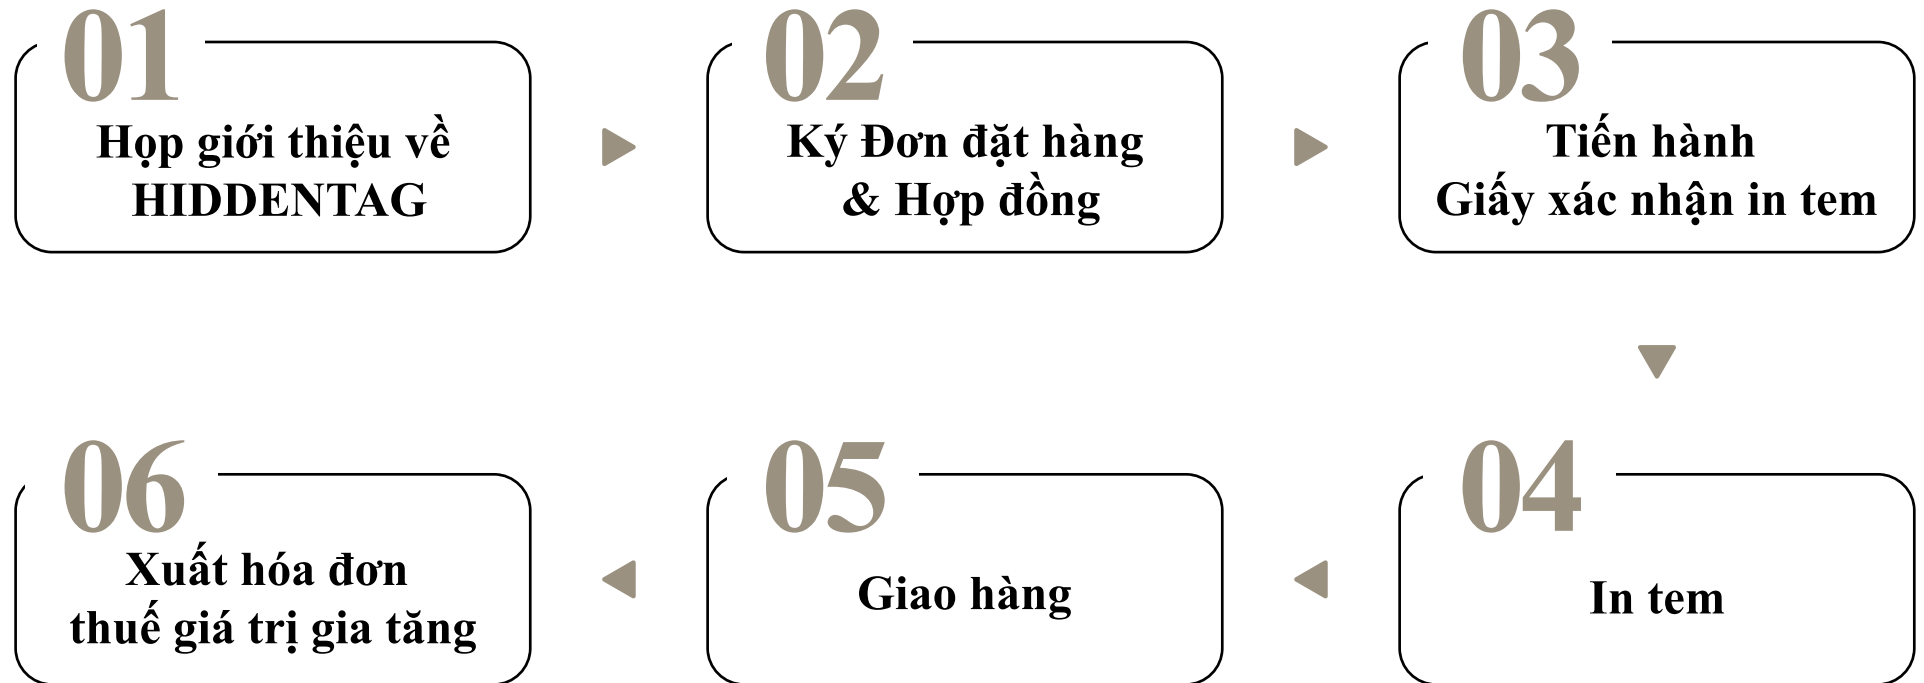 01
Họp giới thiệu về
HIDDENTAG
02
Ký Đơn đặt hàng
& Hợp đồng
03
Tiến hành
Giấy xác nhận in tem
04
In tem
05
Giao hàng
06
Xuất hóa đơn
thuế giá trị gia tăng